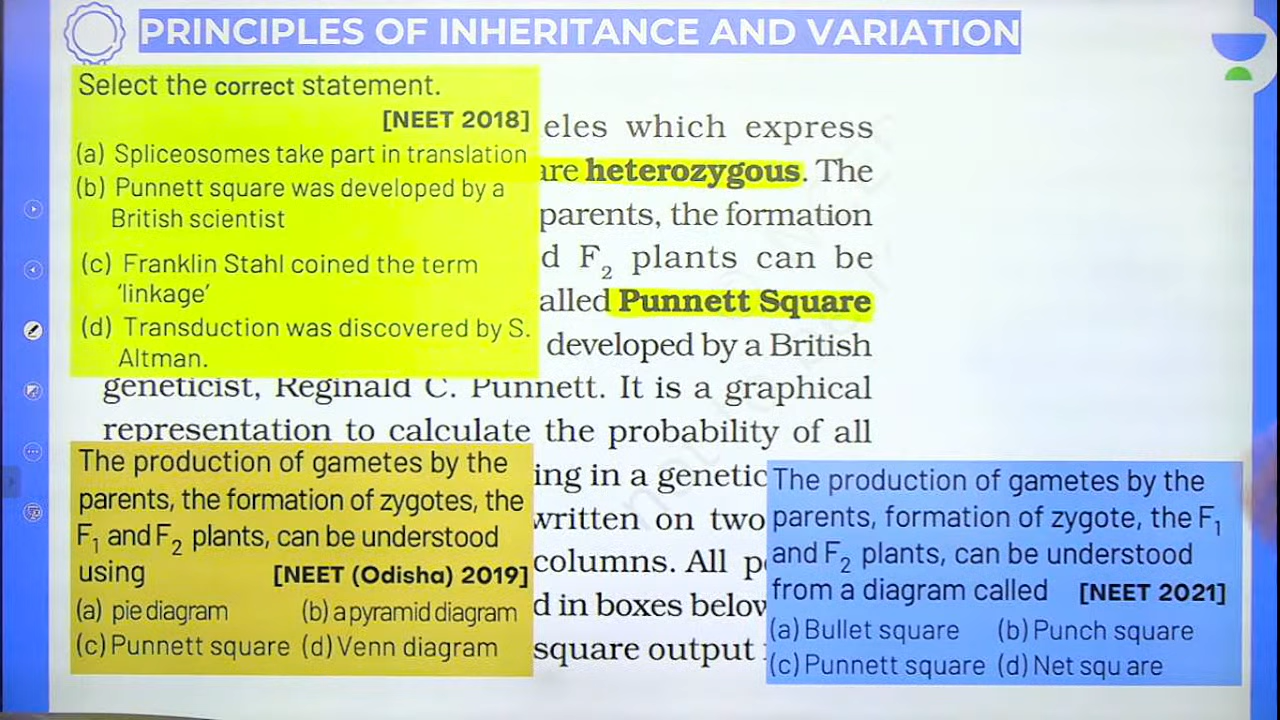 PRINCIPLES OF INHERITANCE AND VARIATION
Select the correct statement.
[NEET 2018]
(a) Spliceosomes take part in translation
(b) Punnett square was developed by a
British scientist
(c) Franklin Stahl coined the term
'linkage'
(d) Transduction was discovered by S.
Altman.
eles which express
are heterozygous. The
parents, the formation
d F₂ plants can be
alled Punnett Square
developed by a British
geneticist, Reginald C. Punnett. It is a graphical
representation to calculate the probability of all
ing in a genetic
written on two
columns. All
d in boxes below
square output
The production of gametes by the
parents, the formation of zygotes, the
F₁ and F₂ plants, can be understood
using [NEET (Odisha) 2019]
(a) pie diagram (b) a pyramid diagram
(c) Punnett square (d) Venn diagram
The production of gametes by the
parents, formation of zygote, the F₁
and F₂ plants, can be understood
from a diagram called [NEET 2021]
(a) Bullet square (b) Punch square
(c) Punnett square (d) Net squ are